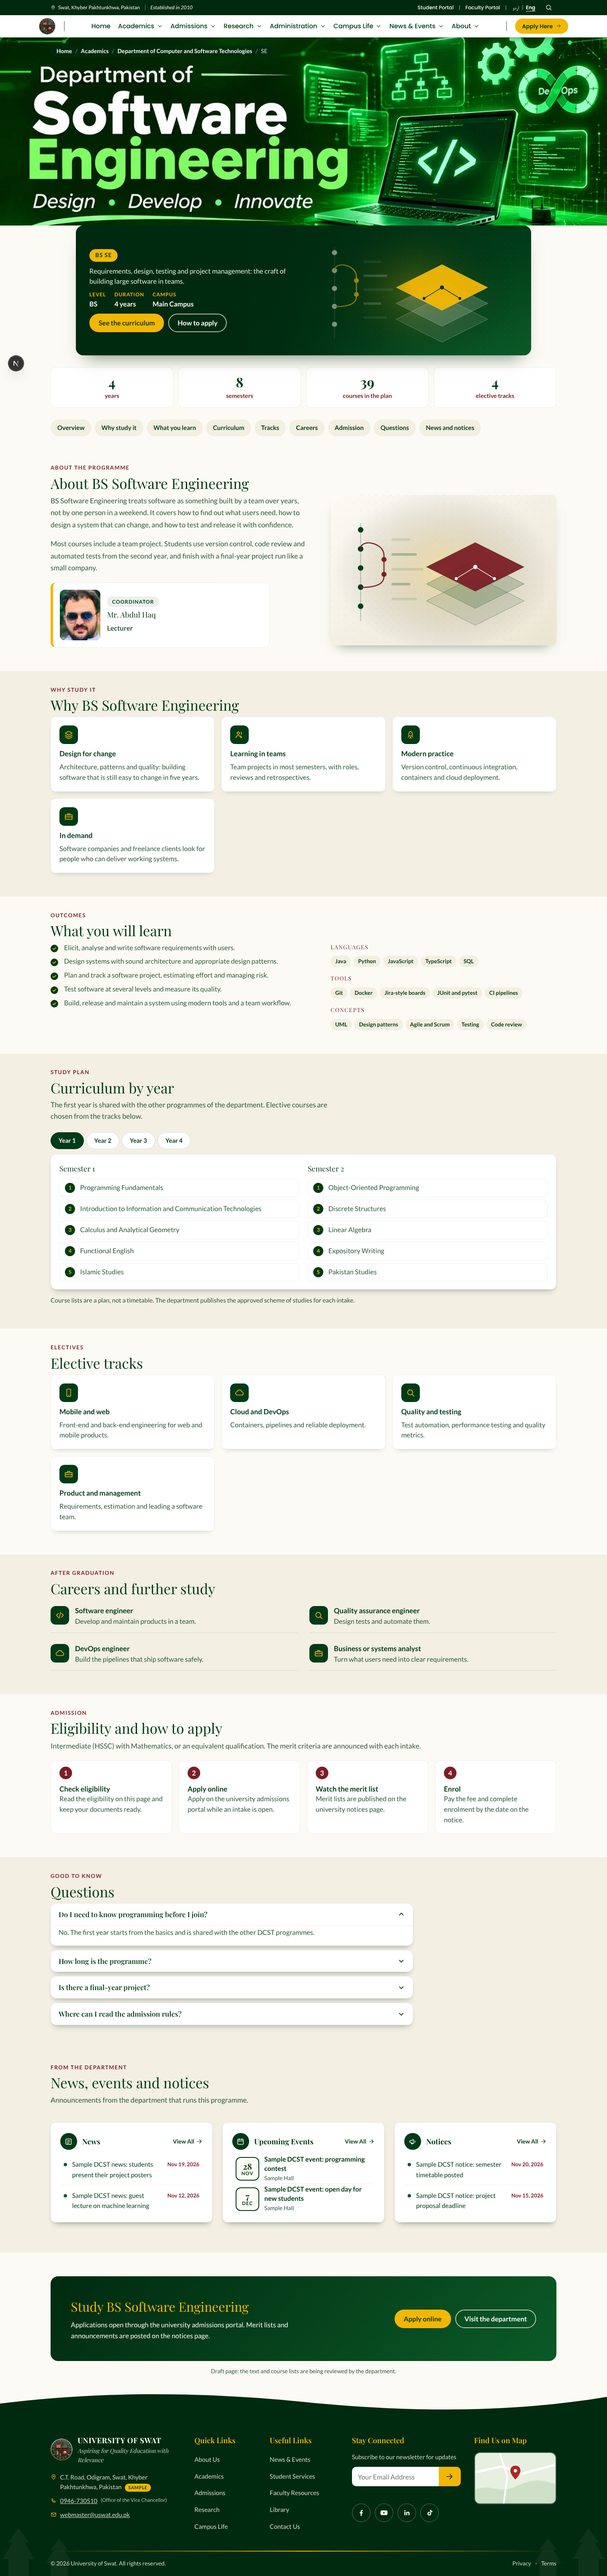 Swat, Khyber Pakhtunkhwa, Pakistan | Established in 2010
Student Portal | Faculty Portal | اردو | Eng
Home Academics Admissions Research Administration Campus Life News & Events About
Apply Here →
Home / Academics / Department of Computer and Software Technologies / SE
Department of
Software
Engineering
Design • Develop • Innovate
DevOps
</>
BS SE
Requirements, design, testing and project management: the craft of
building large software systems.
LEVEL DURATION CAMPUS
BS 4 years Main Campus
See the curriculum How to apply
N
4 8 39 4
years semesters courses in the plan elective tracks
Overview Why study it What you learn Curriculum Tracks Careers Admission Questions News and notices
ABOUT THE PROGRAMME
About BS Software Engineering
BS Software Engineering treats software as something built by a team over years,
not by one person in a weekend. It covers how to find out what users need, how to
design a system that can change, and how to test and release it with confidence.
Most courses include a team project. Students use version control, code review and
automated tests from the second year, and finish with a final-year project run like a
small company.
COORDINATOR
Mr. Abdul Haq
Lecturer
WHY STUDY IT
Why BS Software Engineering
Design for change
Architecture, patterns and quality: building
software that is still easy to change in five years.
Learning in teams
Team projects in most semesters, with roles,
reviews and retrospectives.
Modern practice
Version control, continuous integration,
containers and cloud deployment.
In demand
Software companies and freelance clients look for
people who can deliver working systems.
OUTCOMES
What you will learn
Elicit, analyse and write software requirements with users.
Design systems with sound architecture and appropriate design patterns.
Plan and track a software project, estimating effort and managing risk.
Test software at several levels and measure its quality.
Build, release and maintain a system using modern tools and a team workflow.
LANGUAGES
Java Python JavaScript TypeScript SQL
TOOLS
Git Docker Jira-style boards JUnit and pytest CI pipelines
CONCEPTS
UML Design patterns Agile and Scrum Testing Code review
STUDY PLAN
Curriculum by year
The first year is shared with the other programmes of the department. Elective courses are
chosen from the tracks below.
Year 1 Year 2 Year 3 Year 4
Semester 1
1 Programming Fundamentals
2 Introduction to Information and Communication Technologies
3 Calculus and Analytical Geometry
4 Functional English
5 Islamic Studies
Semester 2
1 Object-Oriented Programming
2 Discrete Structures
3 Linear Algebra
4 Expository Writing
5 Pakistan Studies
Course lists are a plan, not a timetable. The department publishes the approved scheme of studies for each intake.
ELECTIVES
Elective tracks
Mobile and web
Front-end and back-end engineering for web and
mobile products.
Cloud and DevOps
Containers, pipelines and reliable deployment.
Quality and testing
Test automation, performance testing and quality
metrics.
Product and management
Requirements, estimation and leading a software
team.
AFTER GRADUATION
Careers and further study
Software engineer
Develop and maintain products in a team.
Quality assurance engineer
Design tests and automate them.
DevOps engineer
Build the pipelines that ship software safely.
Business or systems analyst
Turn what users need into clear requirements.
ADMISSION
Eligibility and how to apply
Intermediate (HSSC) with Mathematics, or an equivalent qualification. The merit criteria are announced with each intake.
1
Check eligibility
Read the eligibility on this page and
keep your documents ready.
2
Apply online
Apply on the university admissions
portal while an intake is open.
3
Watch the merit list
Merit lists are published on the
university notices page.
4
Enrol
Pay the fee and complete
enrolment by the date on the
notice.
GOOD TO KNOW
Questions
Do I need to know programming before I join?
No. The first year starts from the basics and is shared with the other DCST programmes.
How long is the programme?
Is there a final-year project?
Where can I read the admission rules?
FROM THE DEPARTMENT
News, events and notices
Announcements from the department that runs this programme.
News View All →
Sample DCST news: students
present their project posters
Nov 19, 2026
Sample DCST news: guest
lecture on machine learning
Nov 12, 2026
Upcoming Events View All →
28
NOV
Sample DCST event: programming
contest
Sample Hall
7
DEC
Sample DCST event: open day for
new students
Sample Hall
Notices View All →
Sample DCST notice: semester
timetable posted
Nov 20, 2026
Sample DCST notice: project
proposal deadline
Nov 15, 2026
Study BS Software Engineering
Applications open through the university admissions portal. Merit lists and
announcements are posted on the notices page.
Apply online Visit the department
Draft page: the text and course lists are being reviewed by the department.
UNIVERSITY OF SWAT
Aspiring for Quality Education with
Relevance
C.T. Road, Odigram, Swat, Khyber
Pakhtunkhwa, Pakistan SAMPLE
0946-730510 (Office of the Vice Chancellor)
webmaster@uswat.edu.pk
Quick Links
About Us
Academics
Admissions
Research
Campus Life
Useful Links
News & Events
Student Services
Faculty Resources
Library
Contact Us
Stay Connected
Subscribe to our newsletter for updates
Your Email Address
Find Us on Map
© 2026 University of Swat. All rights reserved.
Privacy • Terms